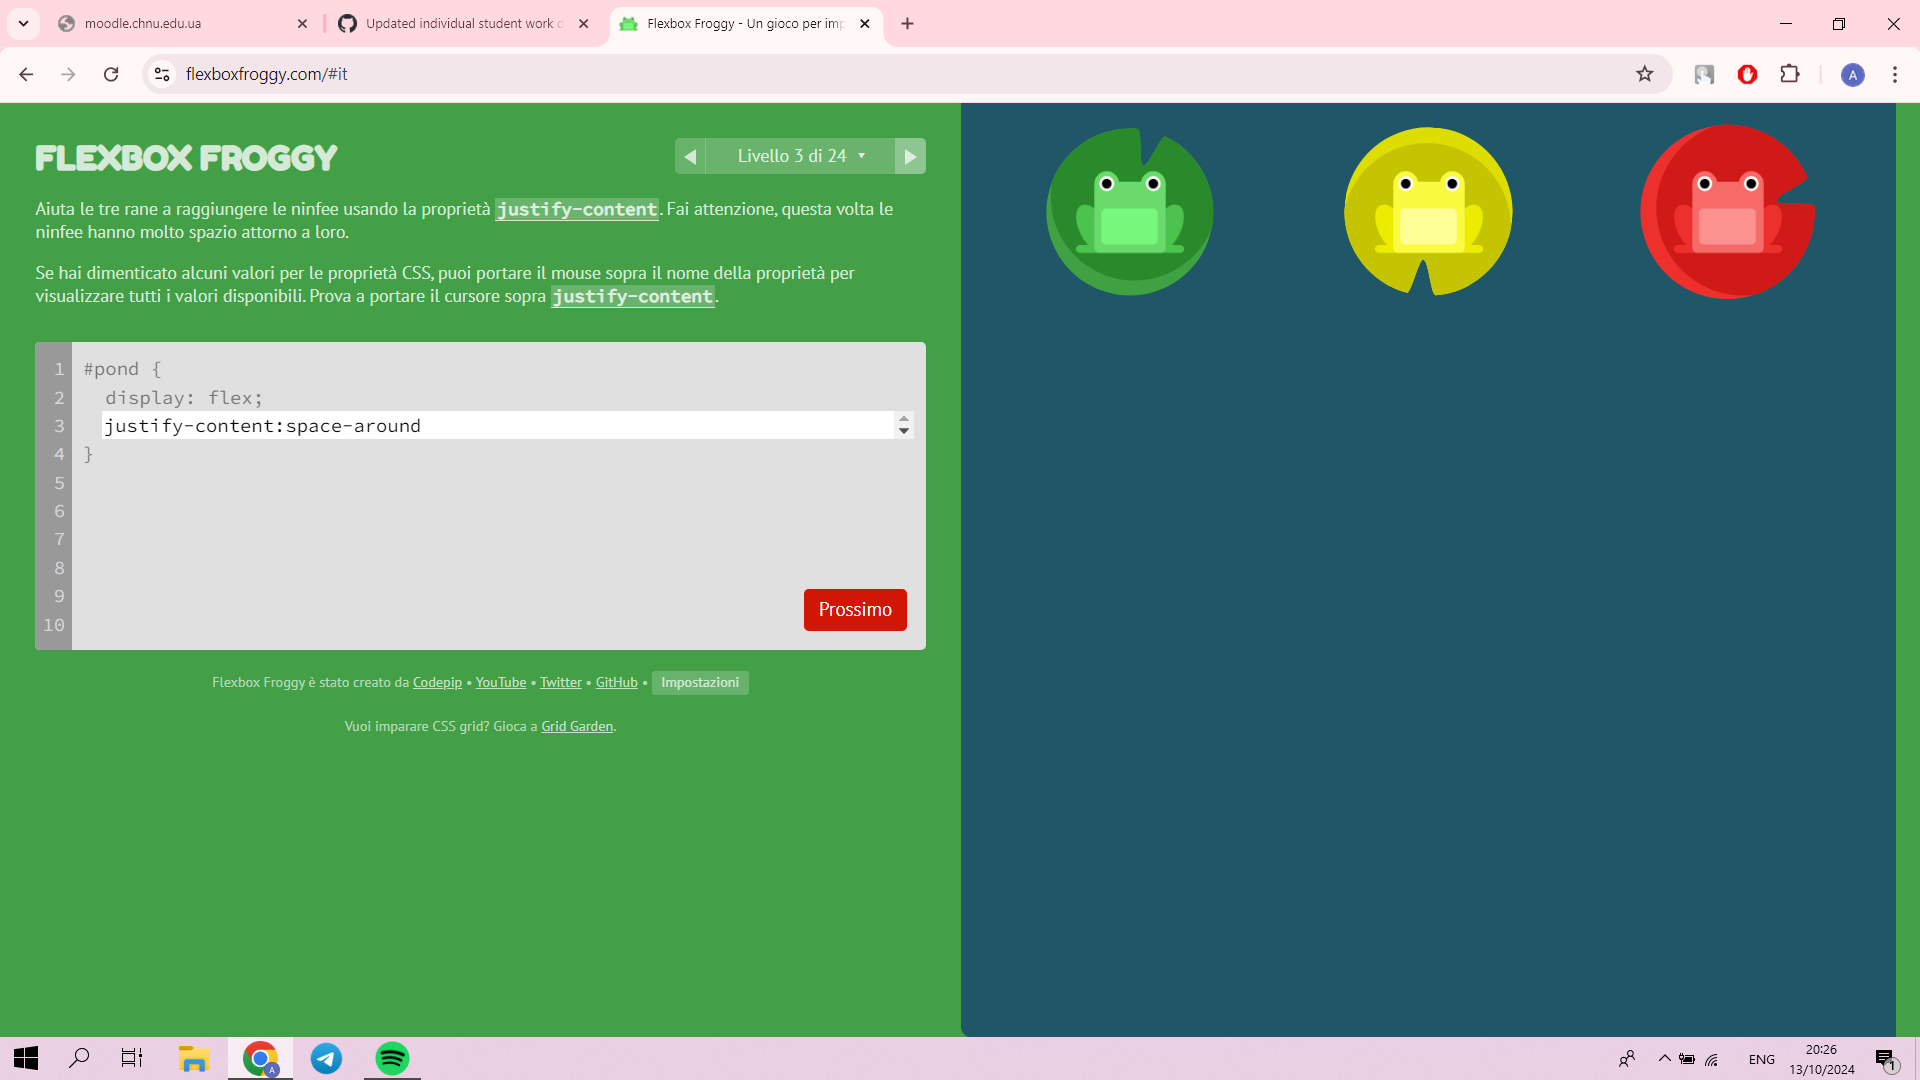 moodle.chnu.edu.ua
Updated individual student work d
Flexbox Froggy - Un gioco per imp
flexboxfroggy.com/#it
A
FLEXBOX FROGGY
Livello 3 di 24
Aiuta le tre rane a raggiungere le ninfee usando la proprietà justify-content. Fai attenzione, questa volta le
ninfee hanno molto spazio attorno a loro.
Se hai dimenticato alcuni valori per le proprietà CSS, puoi portare il mouse sopra il nome della proprietà per
visualizzare tutti i valori disponibili. Prova a portare il cursore sopra justify-content.
1 #pond {
2 display: flex;
3 justify-content:space-around
4 }
5
6
7
8
9
10
Prossimo
Flexbox Froggy è stato creato da Codepip • YouTube • Twitter • GitHub • Impostazioni
Vuoi imparare CSS grid? Gioca a Grid Garden.
A
ENG
20:26
13/10/2024
1